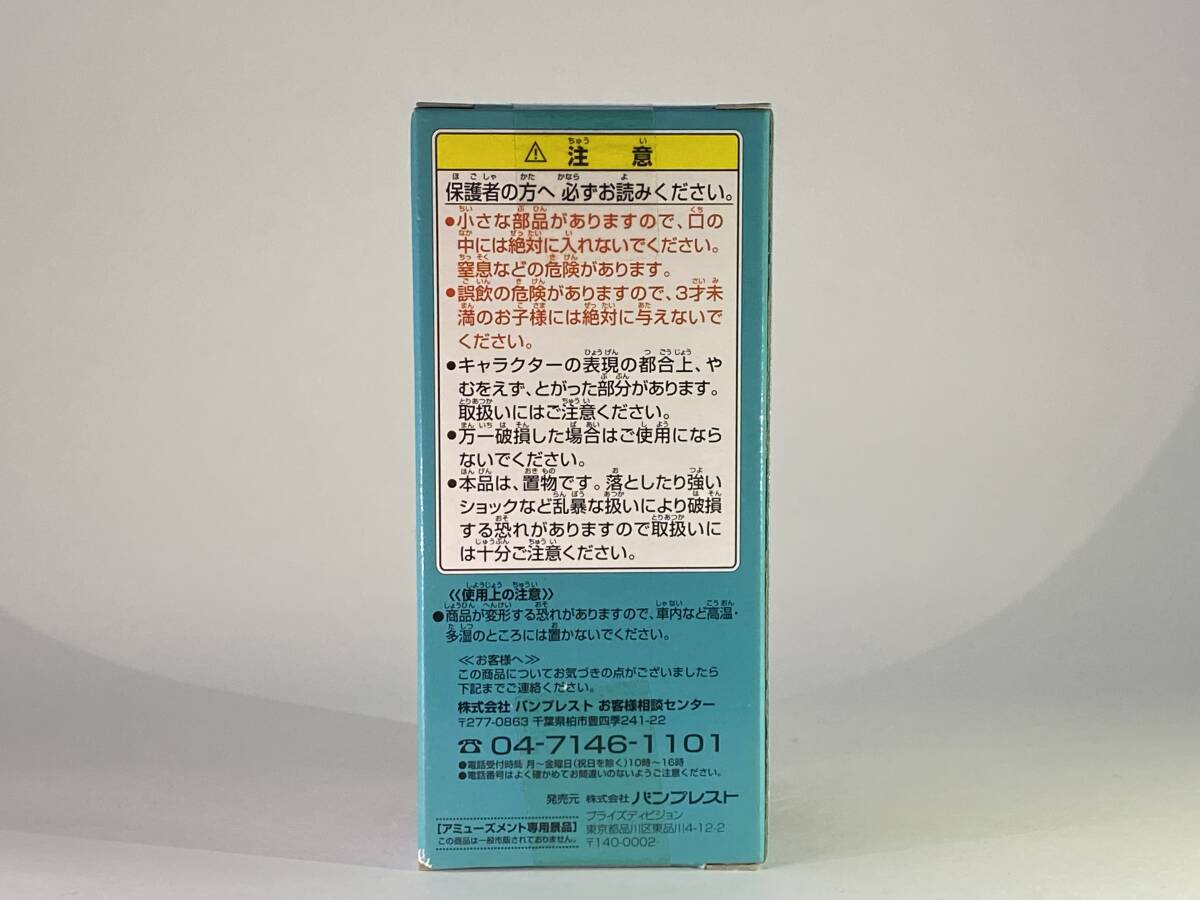 ⚠ 注意
保護者の方へ 必ずお読みください。
●小さな部品がありますので、口の
中には絶対に入れないでください。
窒息などの危険があります。
●誤飲の危険がありますので、3才未
満のお子様には絶対に与えないで
ください。
●キャラクターの表現の都合上、や
むをえず、とがった部分があります。
取扱いにはご注意ください。
●万一破損した場合はご使用になら
ないでください。
●本品は、置物です。落としたり強い
ショックなど乱暴な扱いにより破損
する恐れがありますので取扱いに
は十分ご注意ください。
≪使用上の注意≫
●商品が変形する恐れがありますので、車内など高温・
多湿のところには置かないでください。
≪お客様へ≫
この商品についてお気づきの点がございましたら
下記までご連絡ください。
株式会社 バンプレスト お客様相談センター
〒277-0863 千葉県柏市豊四季241-22
☎ 04-7146-1101
●電話受付時間 月〜金曜日(祝日を除く)10時〜16時
●電話番号はよく確かめてお間違いのないようご注意ください。
発売元 株式会社 バンプレスト
プライズディビジョン
東京都品川区東品川4-12-2
〒140-0002
[アミューズメント専用景品]
この商品は一般市販されておりません。